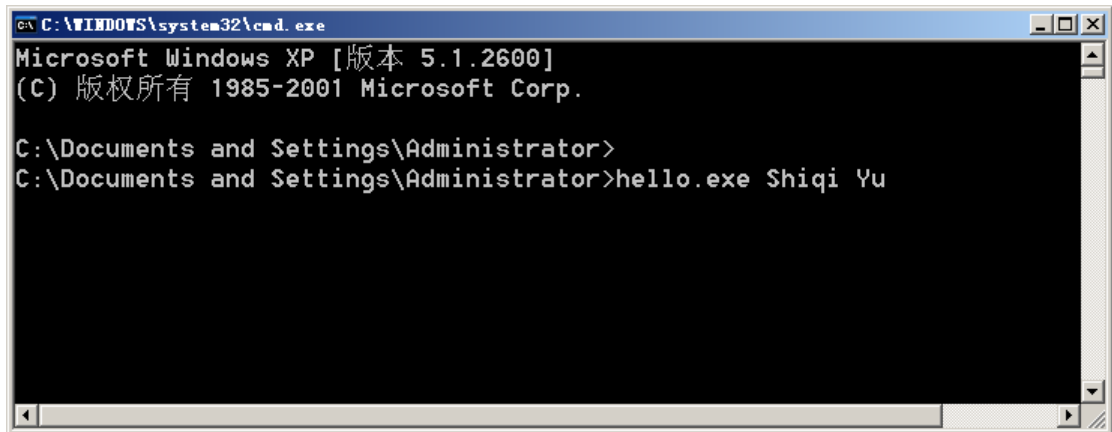 C:\WINDOWS\system32\cmd.exe
Microsoft Windows XP [版本 5.1.2600]
(C) 版权所有 1985-2001 Microsoft Corp.
C:\Documents and Settings\Administrator>
C:\Documents and Settings\Administrator>hello.exe Shiqi Yu